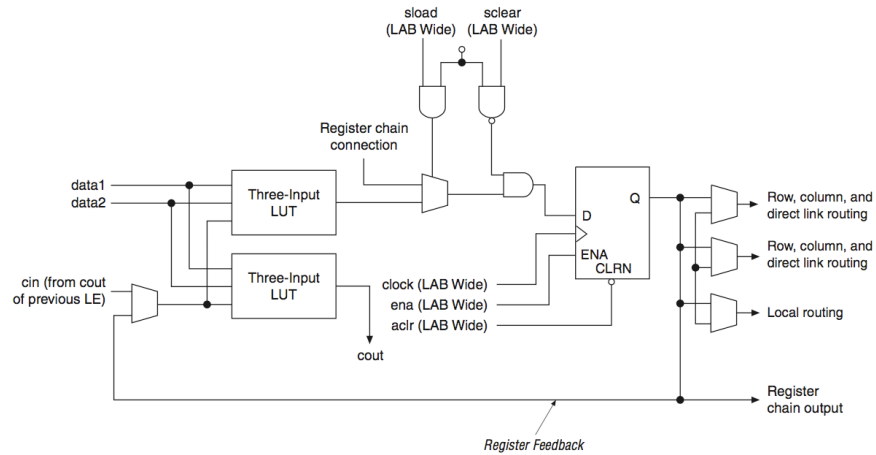 sload
(LAB Wide)
sclear
(LAB Wide)
Register chain
connection
data1
data2
Three-Input
LUT
Three-Input
LUT
cin (from cout
of previous LE)
cout
clock (LAB Wide)
ena (LAB Wide)
aclr (LAB Wide)
Q
D
ENA
CLRN
Row, column, and
direct link routing
Row, column, and
direct link routing
Local routing
Register
chain output
Register Feedback